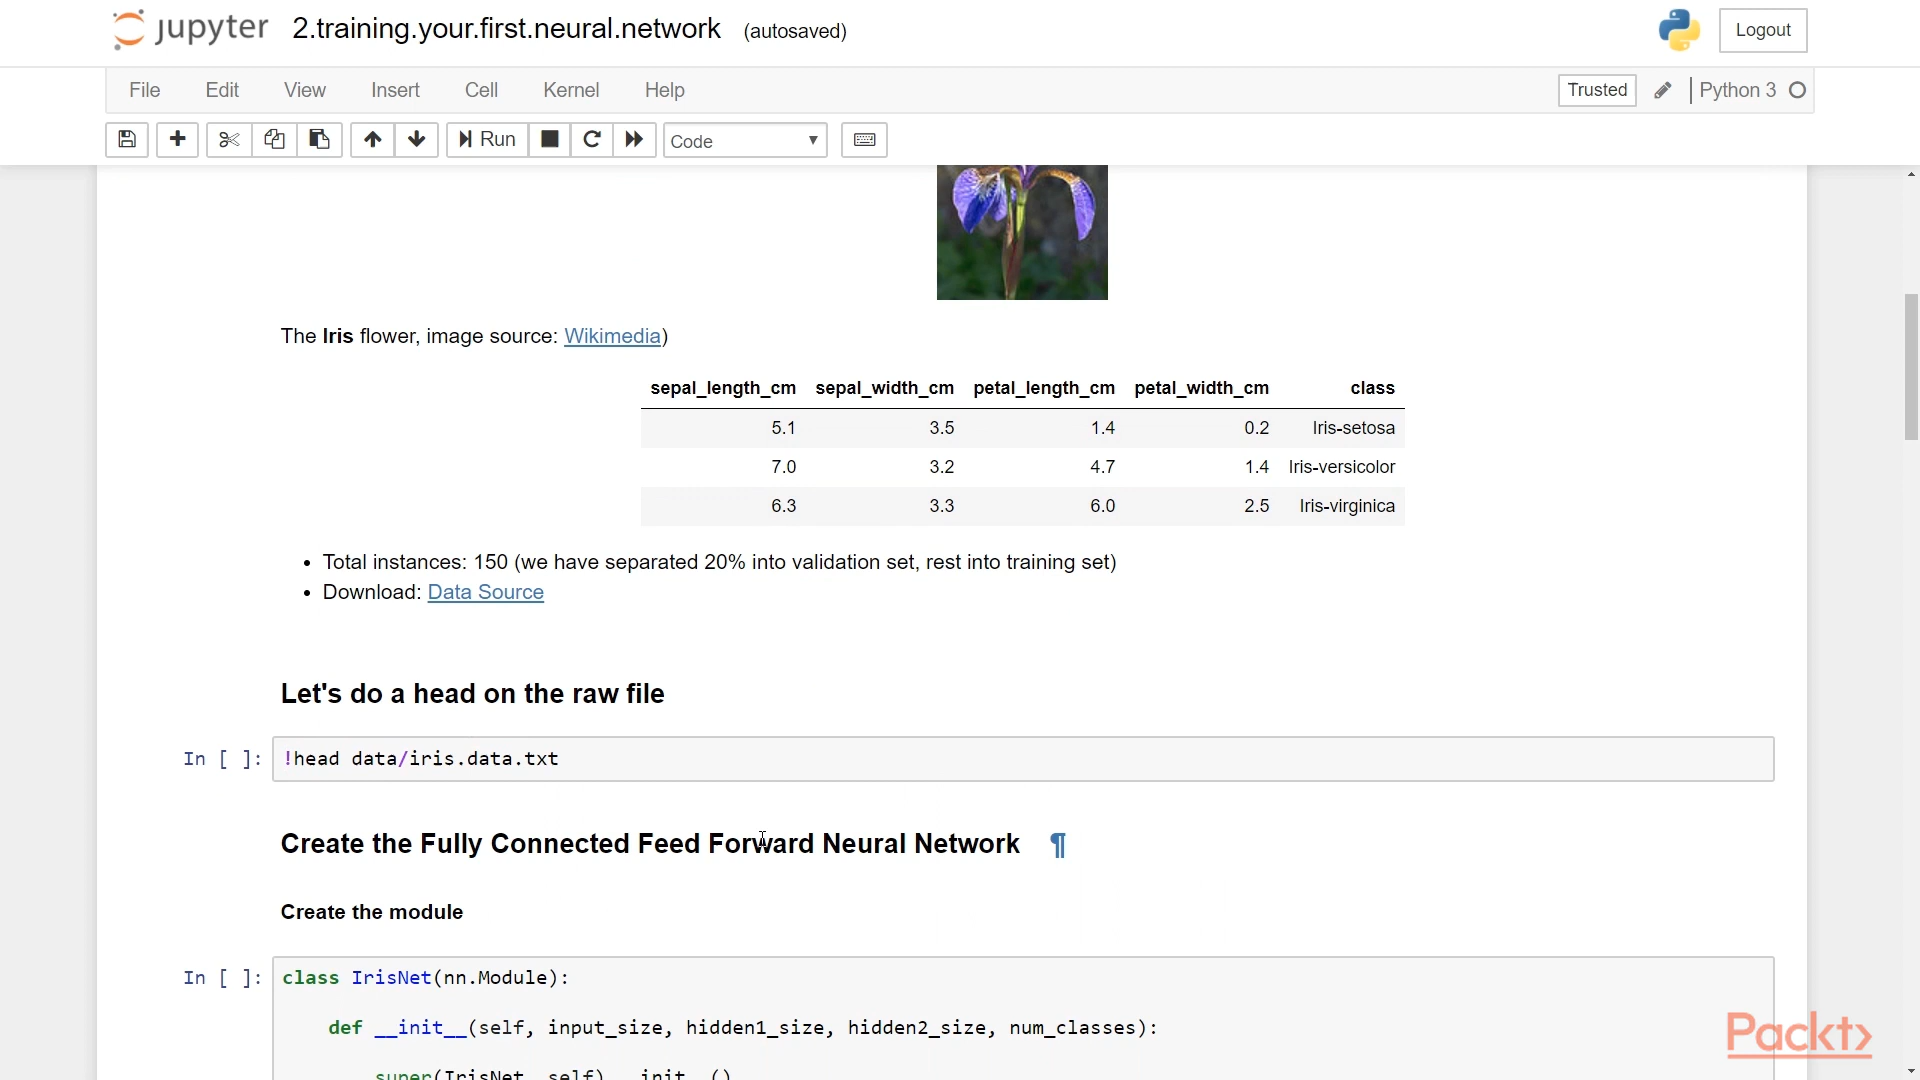 jupyter 2.training.your.first.neural.network (autosaved) Logout
File Edit View Insert Cell Kernel Help Trusted Python 3
Run Code
The Iris flower, image source: Wikimedia)
sepal_length_cm sepal_width_cm petal_length_cm petal_width_cm class
5.1 3.5 1.4 0.2 Iris-setosa
7.0 3.2 4.7 1.4 Iris-versicolor
6.3 3.3 6.0 2.5 Iris-virginica
• Total instances: 150 (we have separated 20% into validation set, rest into training set)
• Download: Data Source
Let's do a head on the raw file
In [ ]: !head data/iris.data.txt
Create the Fully Connected Feed Forward Neural Network ¶
Create the module
In [ ]: class IrisNet(nn.Module):
def __init__(self, input_size, hidden1_size, hidden2_size, num_classes):
super(IrisNet, self).__init__()
Packt>